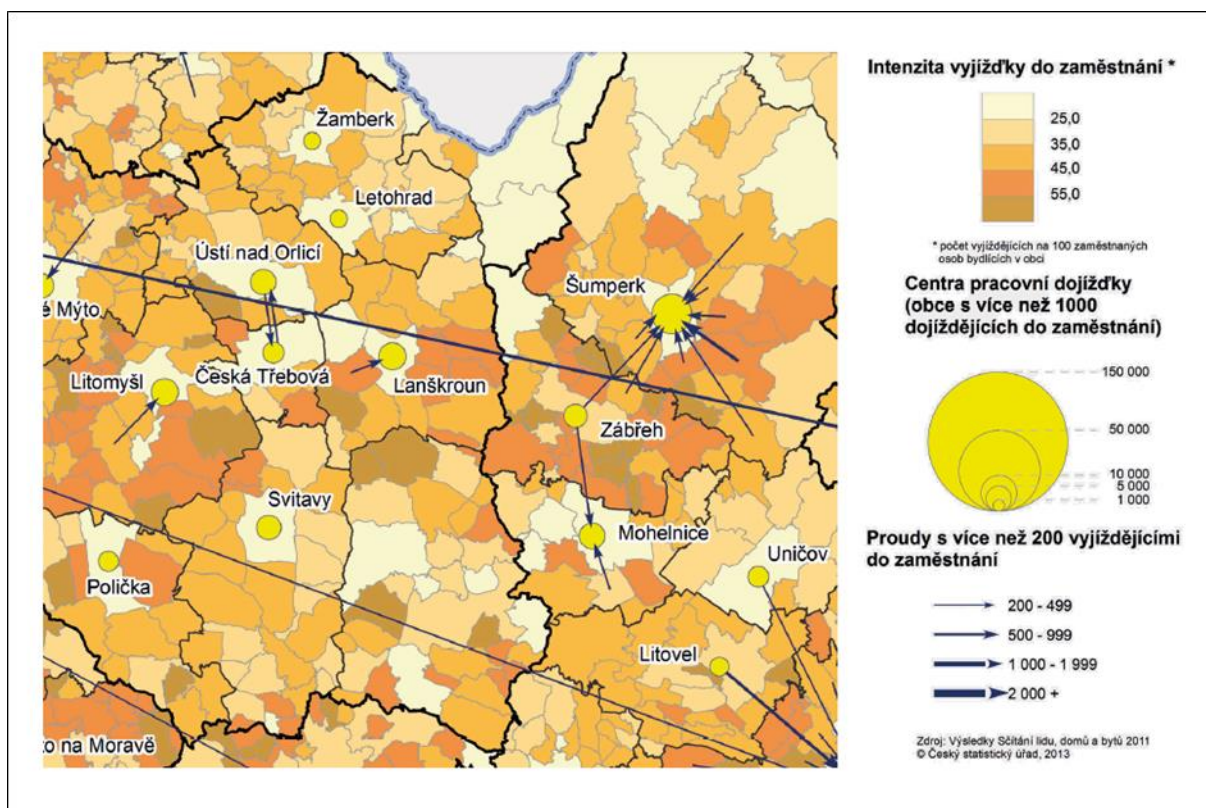 Žamberk
Letohrad
Ústí nad Orlicí
Šumperk
é Mýto
Litomyšl
Česká Třebová
Lanškroun
Zábřeh
Svitavy
Mohelnice
Uničov
Polička
Litovel
to na Moravě
Intenzita vyjížďky do zaměstnání *
25,0
35,0
45,0
55,0
* počet vyjíždějících na 100 zaměstnaných
osob bydlících v obci
Centra pracovní dojížďky
(obce s více než 1000
dojíždějících do zaměstnání)
150 000
50 000
10 000
5 000
1 000
Proudy s více než 200 vyjíždějícími
do zaměstnání
200 - 499
500 - 999
1 000 - 1 999
2 000 +
Zdroj: Výsledky Sčítání lidu, domů a bytů 2011
© Český statistický úřad, 2013